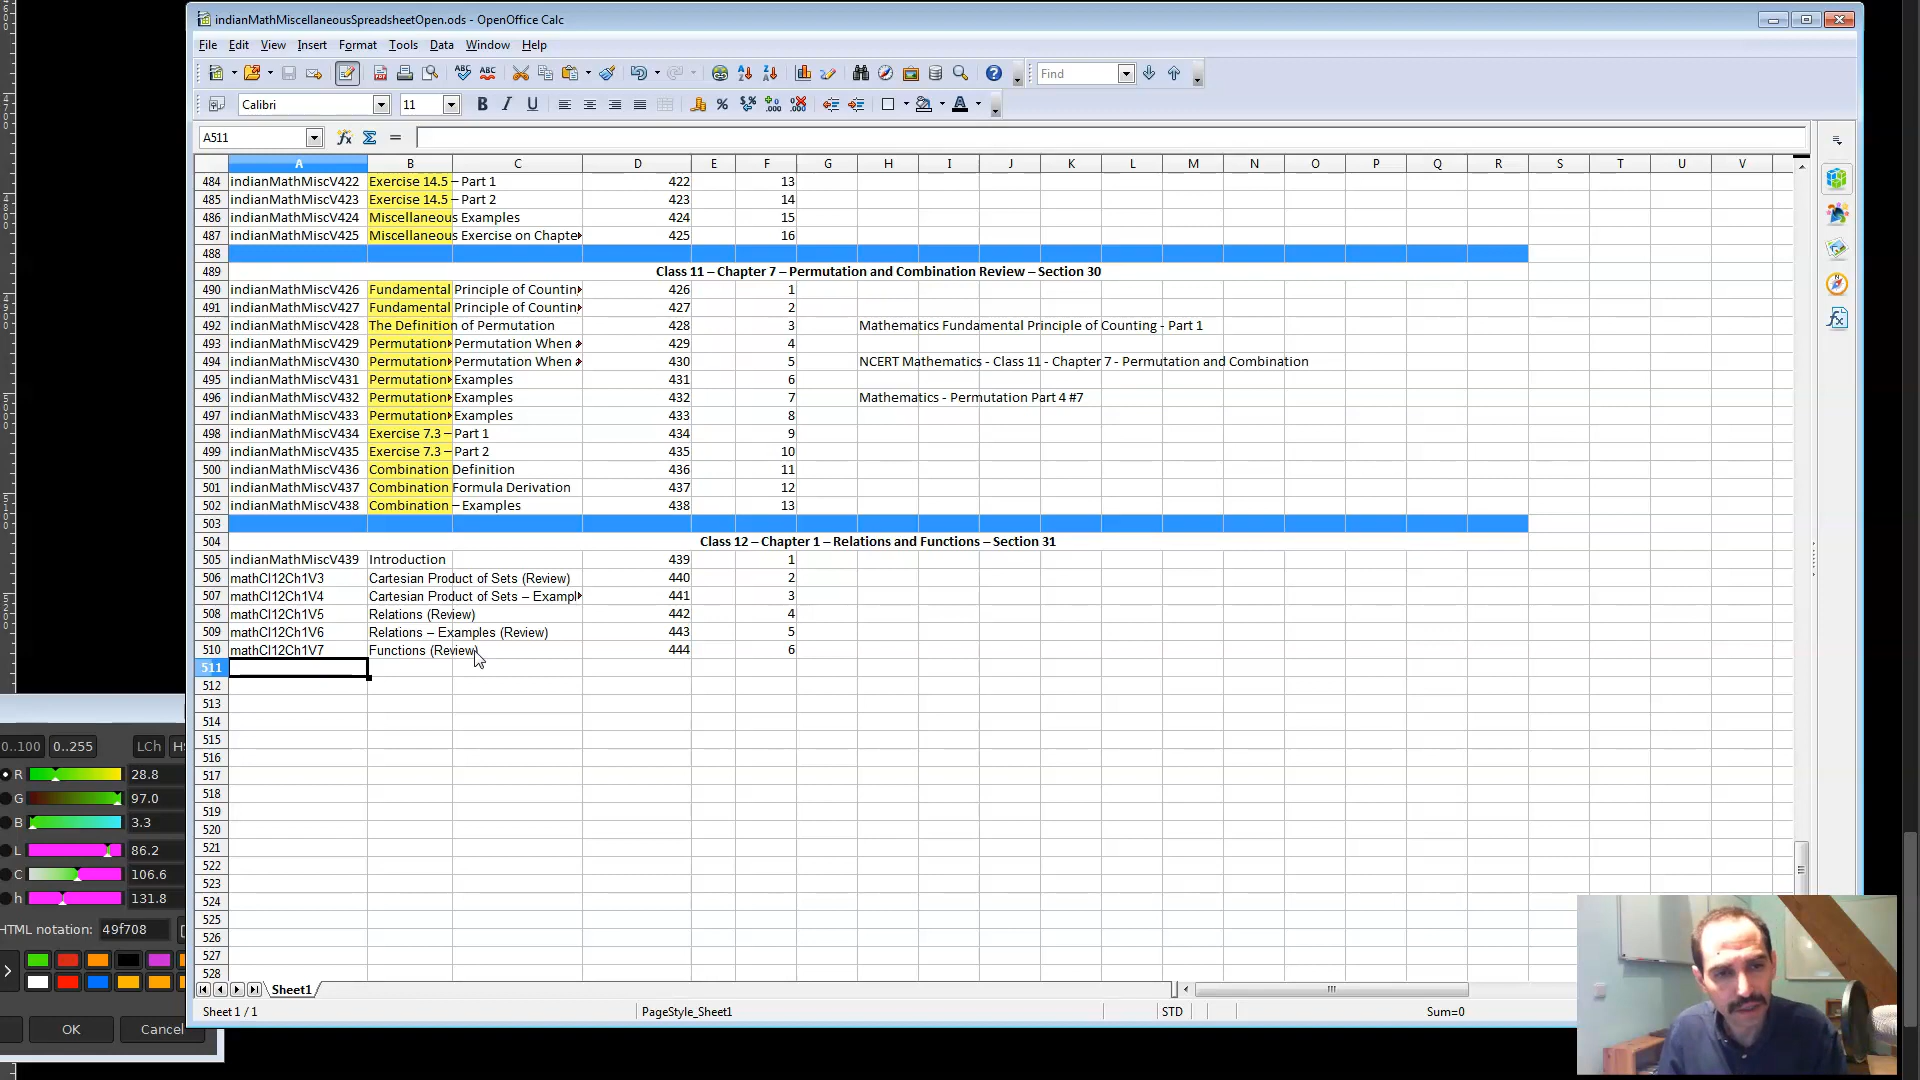 indianMathMiscellaneousSpreadsheetOpen.ods - OpenOffice Calc
File Edit View Insert Format Tools Data Window Help
Find
Calibri 11
A511
A B C D E F G H I J K L M N O P Q R S T U V
484 indianMathMiscV422 Exercise 14.5 – Part 1 422 13
485 indianMathMiscV423 Exercise 14.5 – Part 2 423 14
486 indianMathMiscV424 Miscellaneous Examples 424 15
487 indianMathMiscV425 Miscellaneous Exercise on Chapte 425 16
488
489 Class 11 – Chapter 7 – Permutation and Combination Review – Section 30
490 indianMathMiscV426 Fundamental Principle of Countin 426 1
491 indianMathMiscV427 Fundamental Principle of Countin 427 2
492 indianMathMiscV428 The Definition of Permutation 428 3 Mathematics Fundamental Principle of Counting - Part 1
493 indianMathMiscV429 Permutation Permutation When 429 4
494 indianMathMiscV430 Permutation Permutation When 430 5 NCERT Mathematics - Class 11 - Chapter 7 - Permutation and Combination
495 indianMathMiscV431 Permutation Examples 431 6
496 indianMathMiscV432 Permutation Examples 432 7 Mathematics - Permutation Part 4 #7
497 indianMathMiscV433 Permutation Examples 433 8
498 indianMathMiscV434 Exercise 7.3 – Part 1 434 9
499 indianMathMiscV435 Exercise 7.3 – Part 2 435 10
500 indianMathMiscV436 Combination Definition 436 11
501 indianMathMiscV437 Combination Formula Derivation 437 12
502 indianMathMiscV438 Combination – Examples 438 13
503
504 Class 12 – Chapter 1 – Relations and Functions – Section 31
505 indianMathMiscV439 Introduction 439 1
506 mathCl12Ch1V3 Cartesian Product of Sets (Review) 440 2
507 mathCl12Ch1V4 Cartesian Product of Sets – Exampl 441 3
508 mathCl12Ch1V5 Relations (Review) 442 4
509 mathCl12Ch1V6 Relations – Examples (Review) 443 5
510 mathCl12Ch1V7 Functions (Review) 444 6
511
512
513
514
515
516
517
518
519
520
521
522
523
524
525
526
527
528
0..100 0..255 LCh HS
R 28.8
G 97.0
B 3.3
L 86.2
C 106.6
h 131.8
HTML notation: 49f708
OK Cancel
Sheet1
Sheet 1 / 1 PageStyle_Sheet1 STD Sum=0